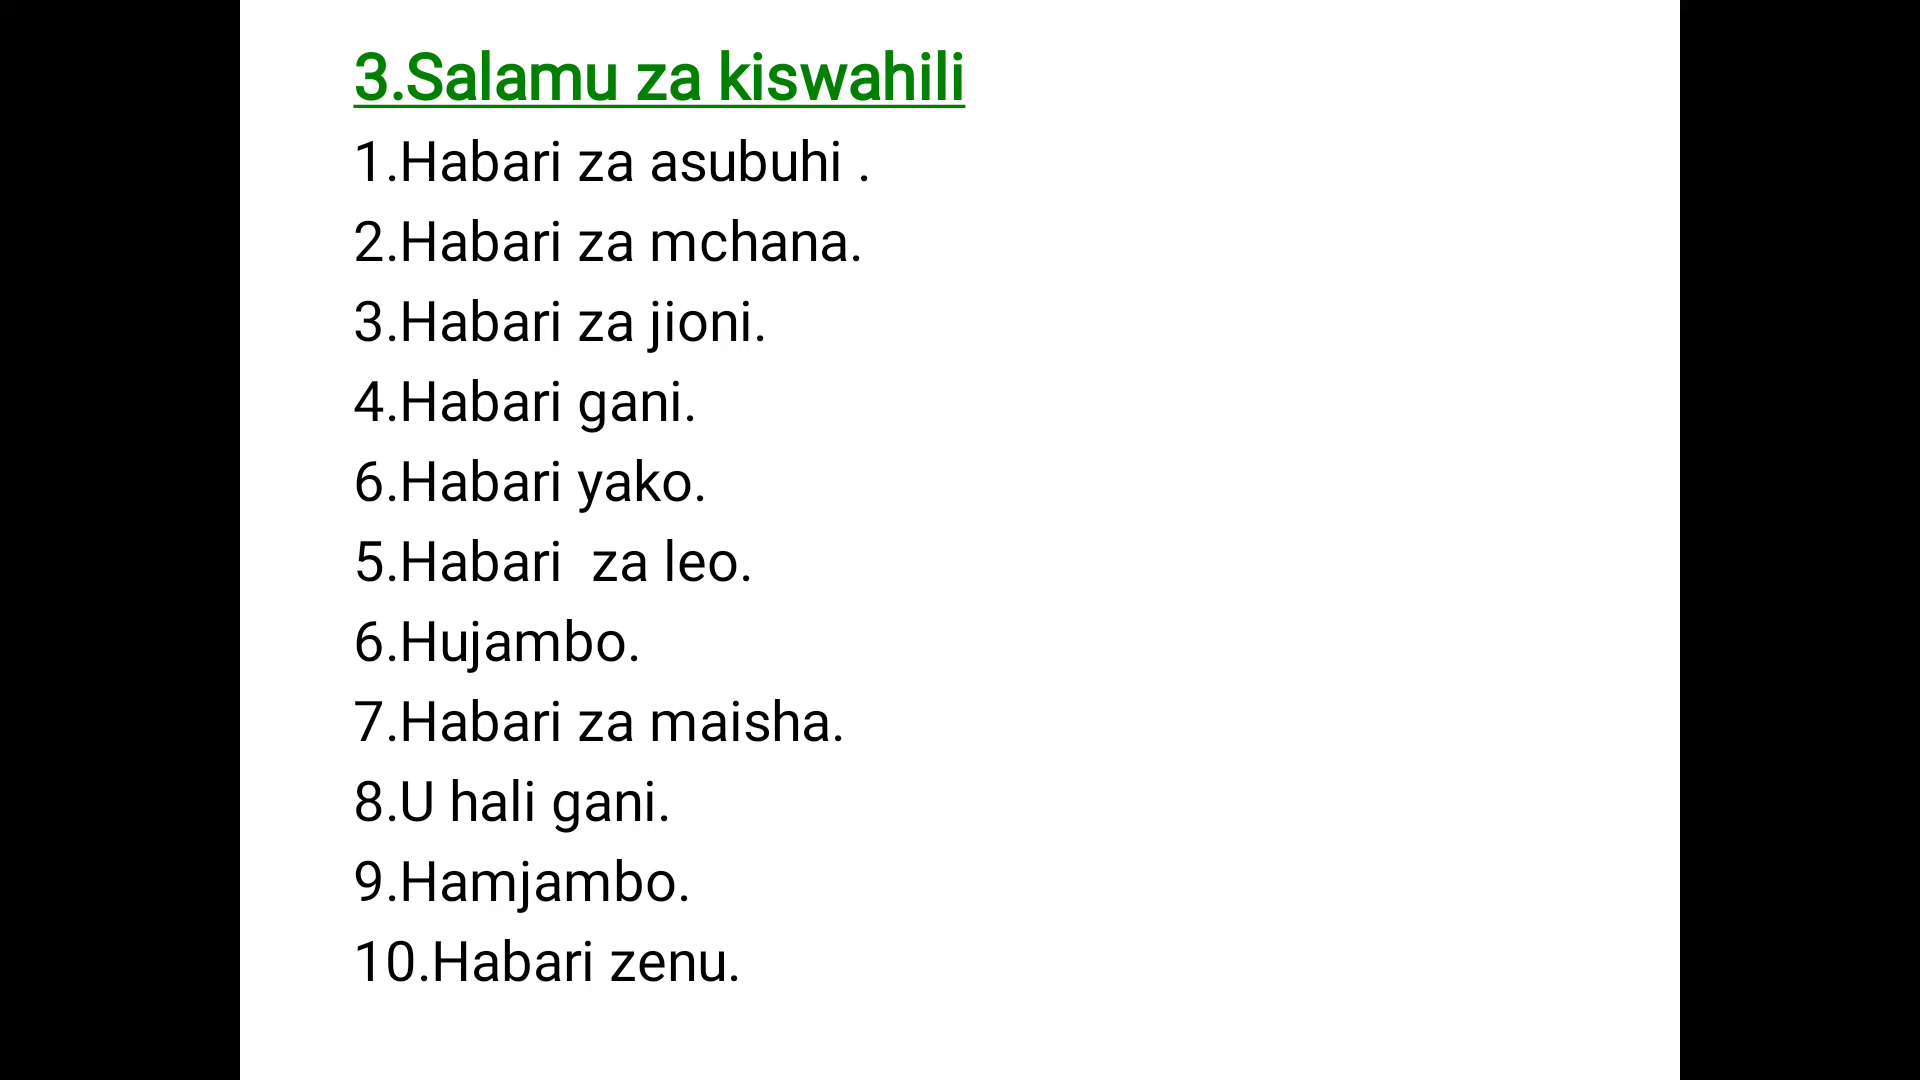 3.Salamu za kiswahili
1.Habari za asubuhi .
2.Habari za mchana.
3.Habari za jioni.
4.Habari gani.
6.Habari yako.
5.Habari  za leo.
6.Hujambo.
7.Habari za maisha.
8.U hali gani.
9.Hamjambo.
10.Habari zenu.